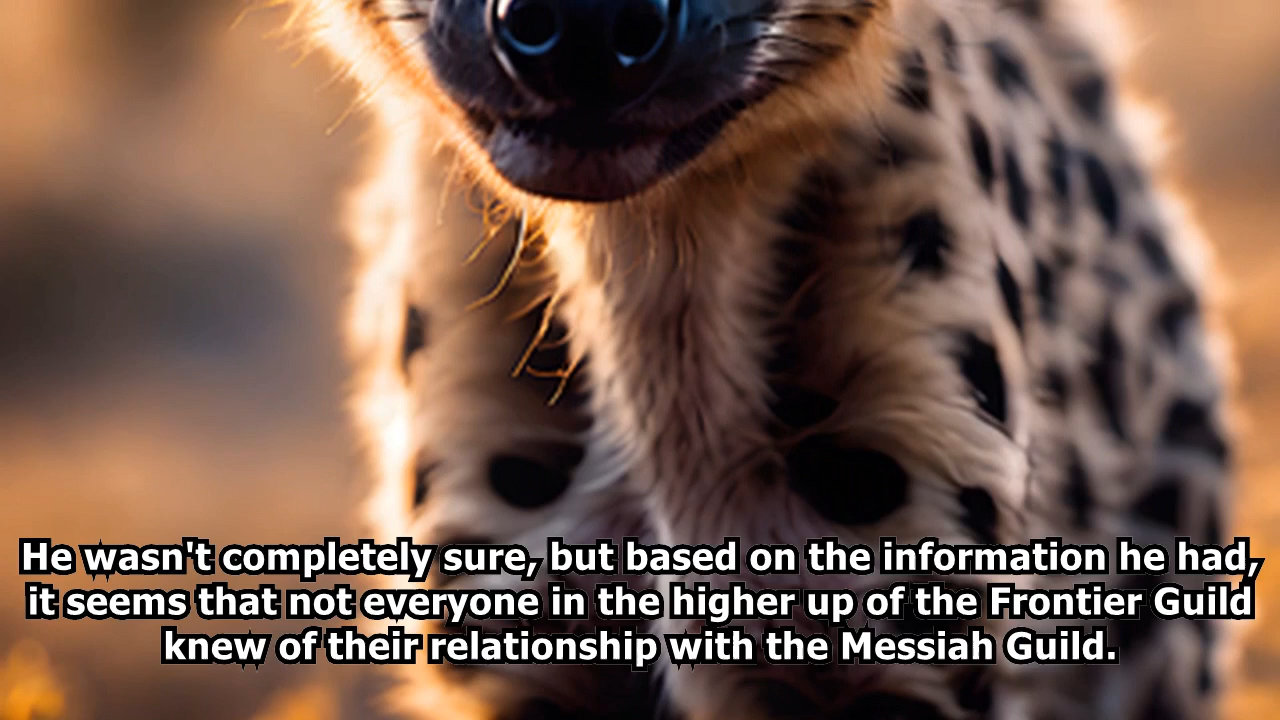 He wasn't completely sure, but based on the information he had,
it seems that not everyone in the higher up of the Frontier Guild
knew of their relationship with the Messiah Guild.